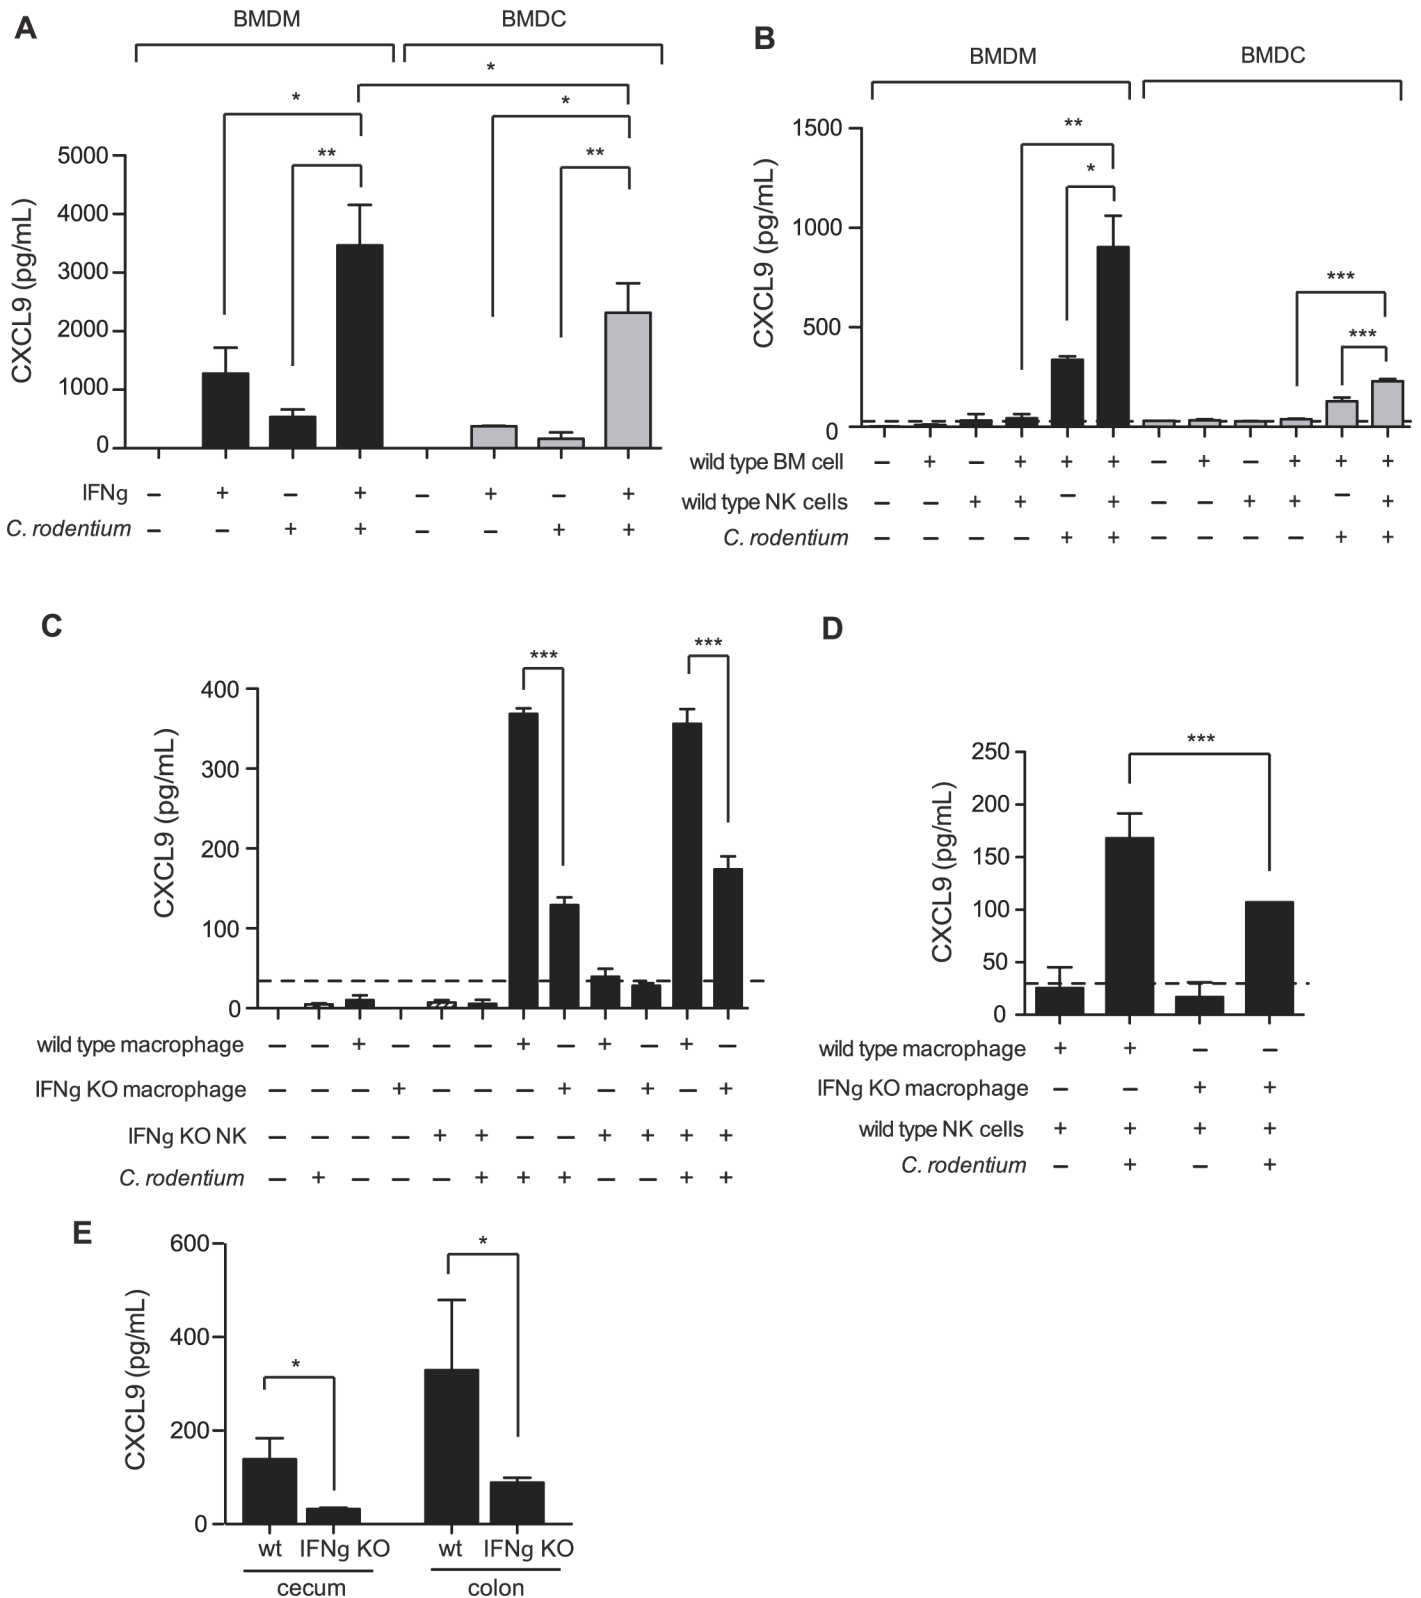 A
BMDM
BMDC
*
*
*
**
**
5000
4000
3000
2000
1000
0
CXCL9 (pg/mL)
IFNg – + – + – + – +
C. rodentium – – + + – – + +
B
BMDM
BMDC
**
*
***
***
1500
1000
500
0
CXCL9 (pg/mL)
wild type BM cell – + – + + + – + – + + +
wild type NK cells – – + + – + – – + + – +
C. rodentium – – – – + + – – – – + +
C
***
***
400
300
200
100
0
CXCL9 (pg/mL)
wild type macrophage – – + – – – + – + – + –
IFNg KO macrophage – – – + – – – + – + – +
IFNg KO NK – – – – + + – – + + + +
C. rodentium – + – – – + + + – – + +
D
***
250
200
150
100
50
0
CXCL9 (pg/mL)
wild type macrophage + + – –
IFNg KO macrophage – – + +
wild type NK cells + + + +
C. rodentium – + – +
E
*
*
600
400
200
0
CXCL9 (pg/mL)
wt IFNg KO wt IFNg KO
cecum colon